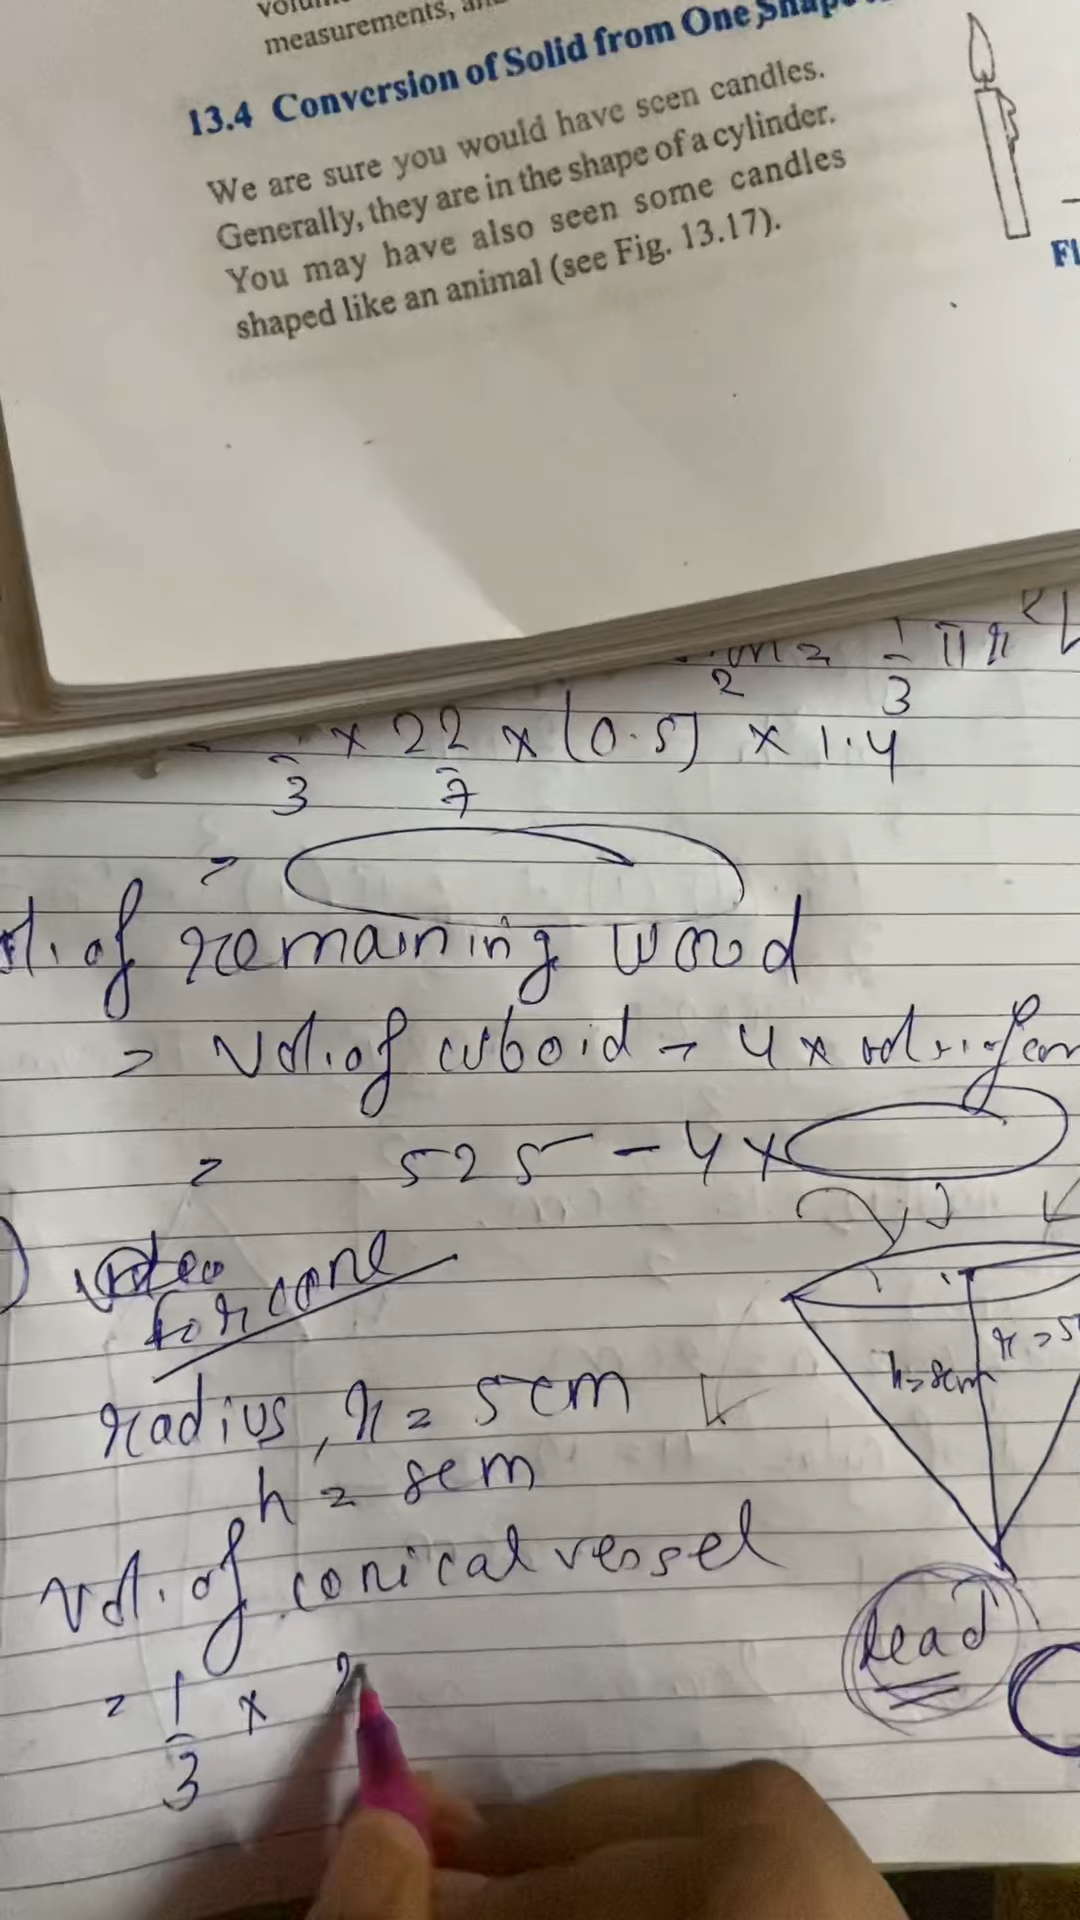 measurements,
13.4 Conversion of Solid from One Shape
We are sure you would have seen candles.
Generally, they are in the shape of a cylinder.
You may have also seen some candles
shaped like an animal (see Fig. 13.17).
= 1/3 π r² h
3 × 22/7 × (0.5)² × 1.4
=
of remaining wood
= Vol. of cuboid - 4 × vol. of con
= 525 - 4 ×
for cone
radius, r = 5cm
h = 8cm
h = 8cm
r = 5
Vol. of conical vessel
lead
= 1/3 ×